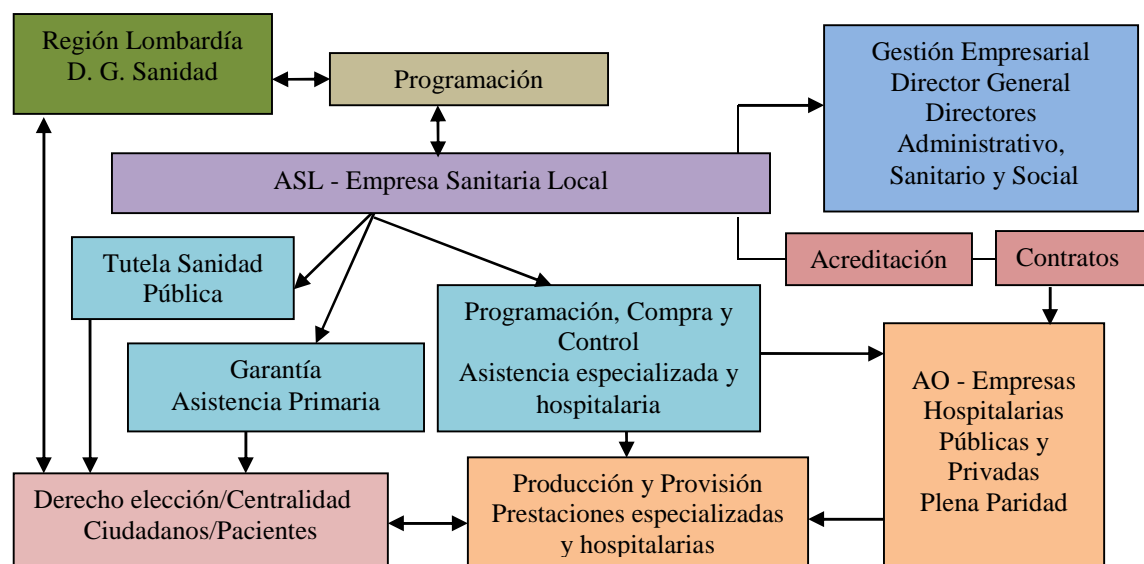 Región Lombardía
D. G. Sanidad
Programación
Gestión Empresarial
Director General
Directores
Administrativo,
Sanitario y Social
ASL - Empresa Sanitaria Local
Acreditación
Contratos
Tutela Sanidad
Pública
Programación, Compra y
Control
Asistencia especializada y
hospitalaria
Garantía
Asistencia Primaria
AO - Empresas
Hospitalarias
Públicas y
Privadas
Plena Paridad
Derecho elección/Centralidad
Ciudadanos/Pacientes
Producción y Provisión
Prestaciones especializadas
y hospitalarias